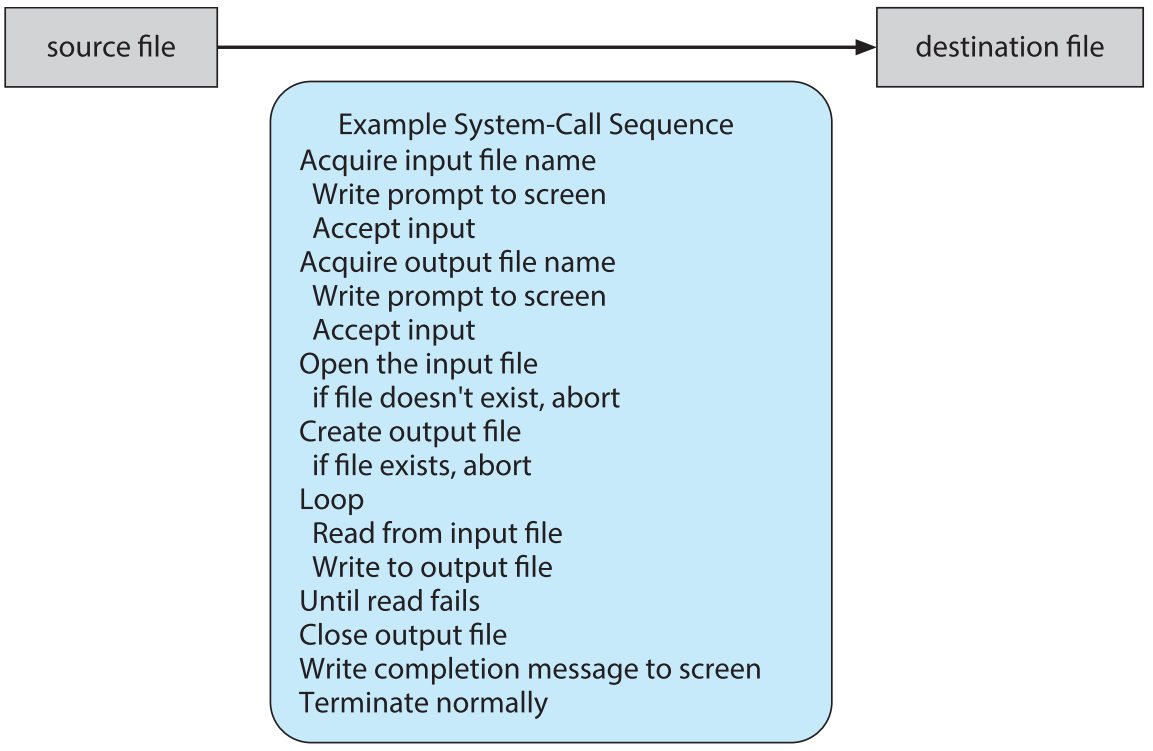 source file
destination file
Example System-Call Sequence
Acquire input file name
Write prompt to screen
Accept input
Acquire output file name
Write prompt to screen
Accept input
Open the input file
if file doesn't exist, abort
Create output file
if file exists, abort
Loop
Read from input file
Write to output file
Until read fails
Close output file
Write completion message to screen
Terminate normally